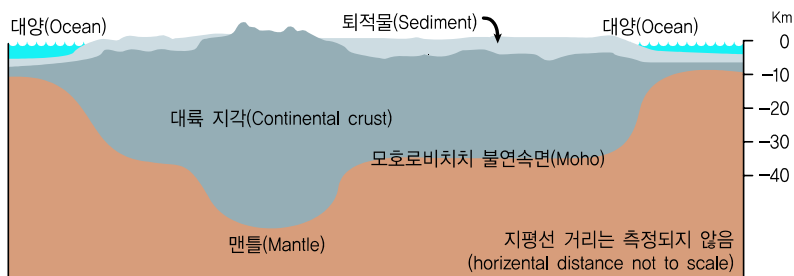 대양(Ocean)
퇴적물(Sediment)
대양(Ocean)
Km
0
−10
−20
−30
−40
대륙 지각(Continental crust)
모호로비치치 불연속면(Moho)
맨틀(Mantle)
지평선 거리는 측정되지 않음
(horizental distance not to scale)